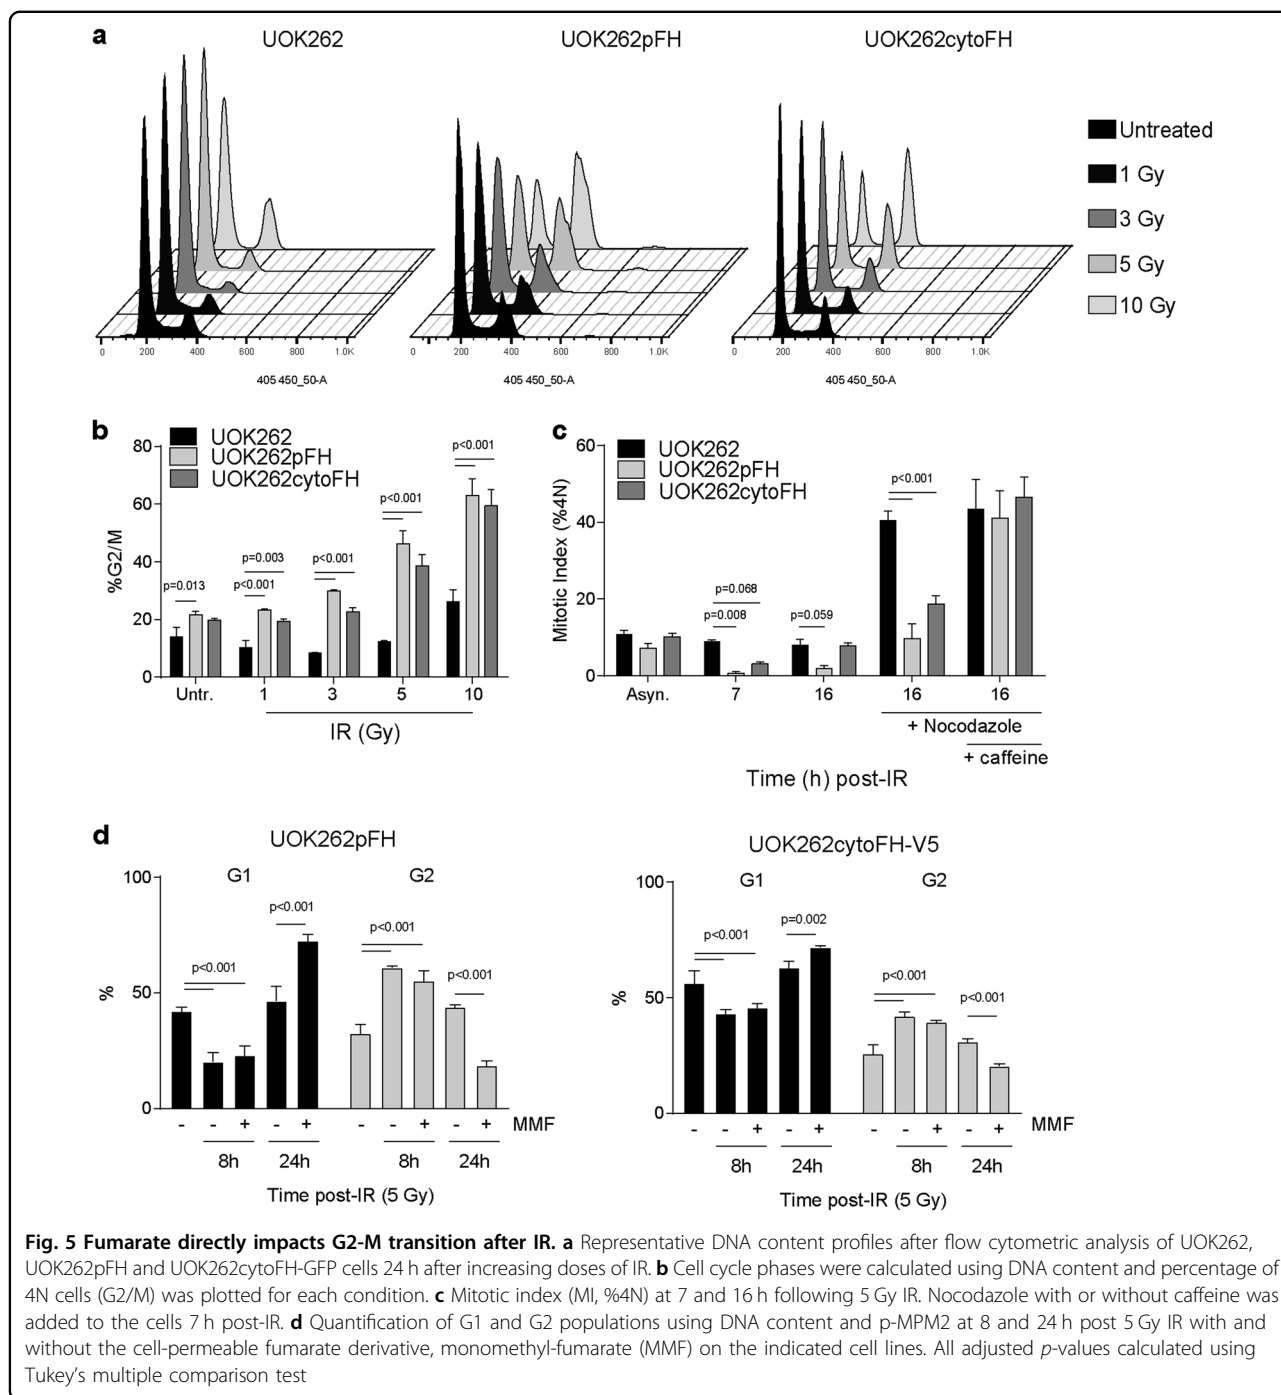 a
UOK262 UOK262pFH UOK262cytoFH
Untreated
1 Gy
3 Gy
5 Gy
10 Gy
0 200 400 600 800 1.0K
0 200 400 600 800 1.0K
0 200 400 600 800 1.0K
405 450_50-A 405 450_50-A 405 450_50-A
b
UOK262
UOK262pFH
UOK262cytoFH
%G2/M
80
60
40
20
0
p=0.013
p=0.003
p<0.001
p<0.001
p<0.001
p<0.001
Untr. 1 3 5 10
IR (Gy)
c
UOK262
UOK262pFH
UOK262cytoFH
Mitotic Index (%4N)
60
40
20
0
p=0.068
p=0.008
p=0.059
p<0.001
Asyn. 7 16 16 16
+ Nocodazole
+ caffeine
Time (h) post-IR
d
UOK262pFH
G1 G2
%
100
50
0
p<0.001
p<0.001
p<0.001
p<0.001
- - + - + - - + - + MMF
8h 24h 8h 24h
Time post-IR (5 Gy)
UOK262cytoFH-V5
G1 G2
%
100
50
0
p<0.001
p=0.002
p<0.001
p<0.001
- - + - + - - + - + MMF
8h 24h 8h 24h
Time post-IR (5 Gy)
Fig. 5 Fumarate directly impacts G2-M transition after IR. a Representative DNA content profiles after flow cytometric analysis of UOK262,
UOK262pFH and UOK262cytoFH-GFP cells 24 h after increasing doses of IR. b Cell cycle phases were calculated using DNA content and percentage of
4N cells (G2/M) was plotted for each condition. c Mitotic index (MI, %4N) at 7 and 16 h following 5 Gy IR. Nocodazole with or without caffeine was
added to the cells 7 h post-IR. d Quantification of G1 and G2 populations using DNA content and p-MPM2 at 8 and 24 h post 5 Gy IR with and
without the cell-permeable fumarate derivative, monomethyl-fumarate (MMF) on the indicated cell lines. All adjusted p-values calculated using
Tukey's multiple comparison test